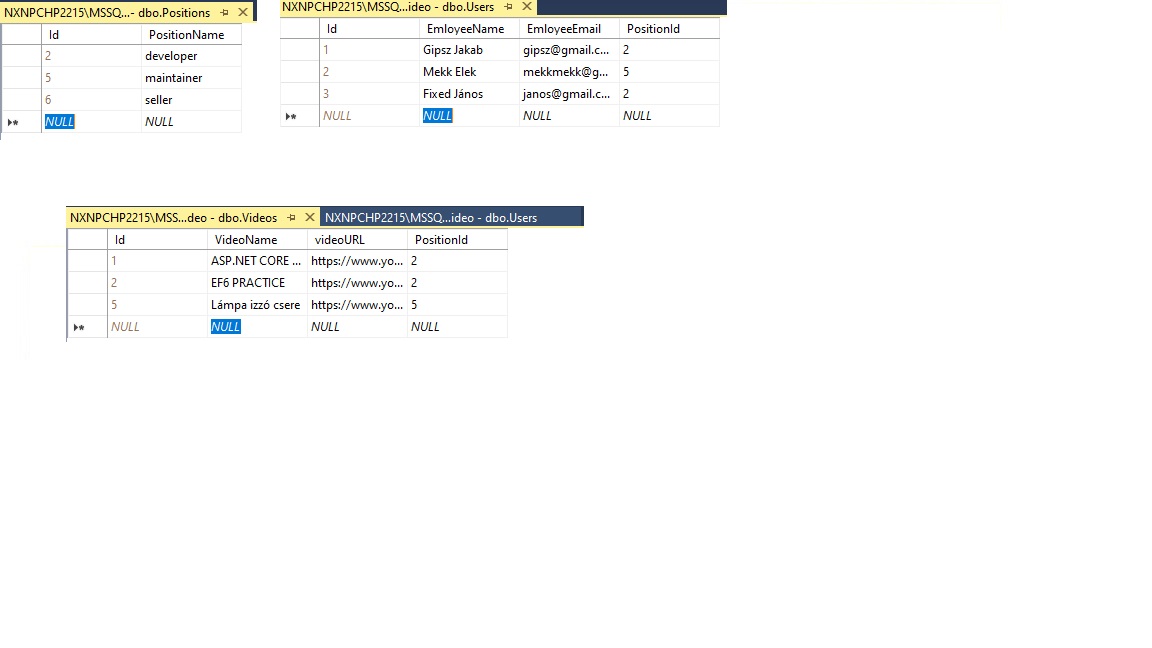 NXNPCHP2215\MSSQ...- dbo.Positions
Id PositionName
2 developer
5 maintainer
6 seller
NULL NULL
NXNPCHP2215\MSSQ...ideo - dbo.Users
Id EmloyeeName EmloyeeEmail PositionId
1 Gipsz Jakab gipsz@gmail.c... 2
2 Mekk Elek mekkmekk@g... 5
3 Fixed János janos@gmail.c... 2
NULL NULL NULL NULL
NXNPCHP2215\MSS...deo - dbo.Videos NXNPCHP2215\MSSQ...ideo - dbo.Users
Id VideoName videoURL PositionId
1 ASP.NET CORE ... https://www.yo... 2
2 EF6 PRACTICE https://www.yo... 2
5 Lámpa izzó csere https://www.yo... 5
NULL NULL NULL NULL